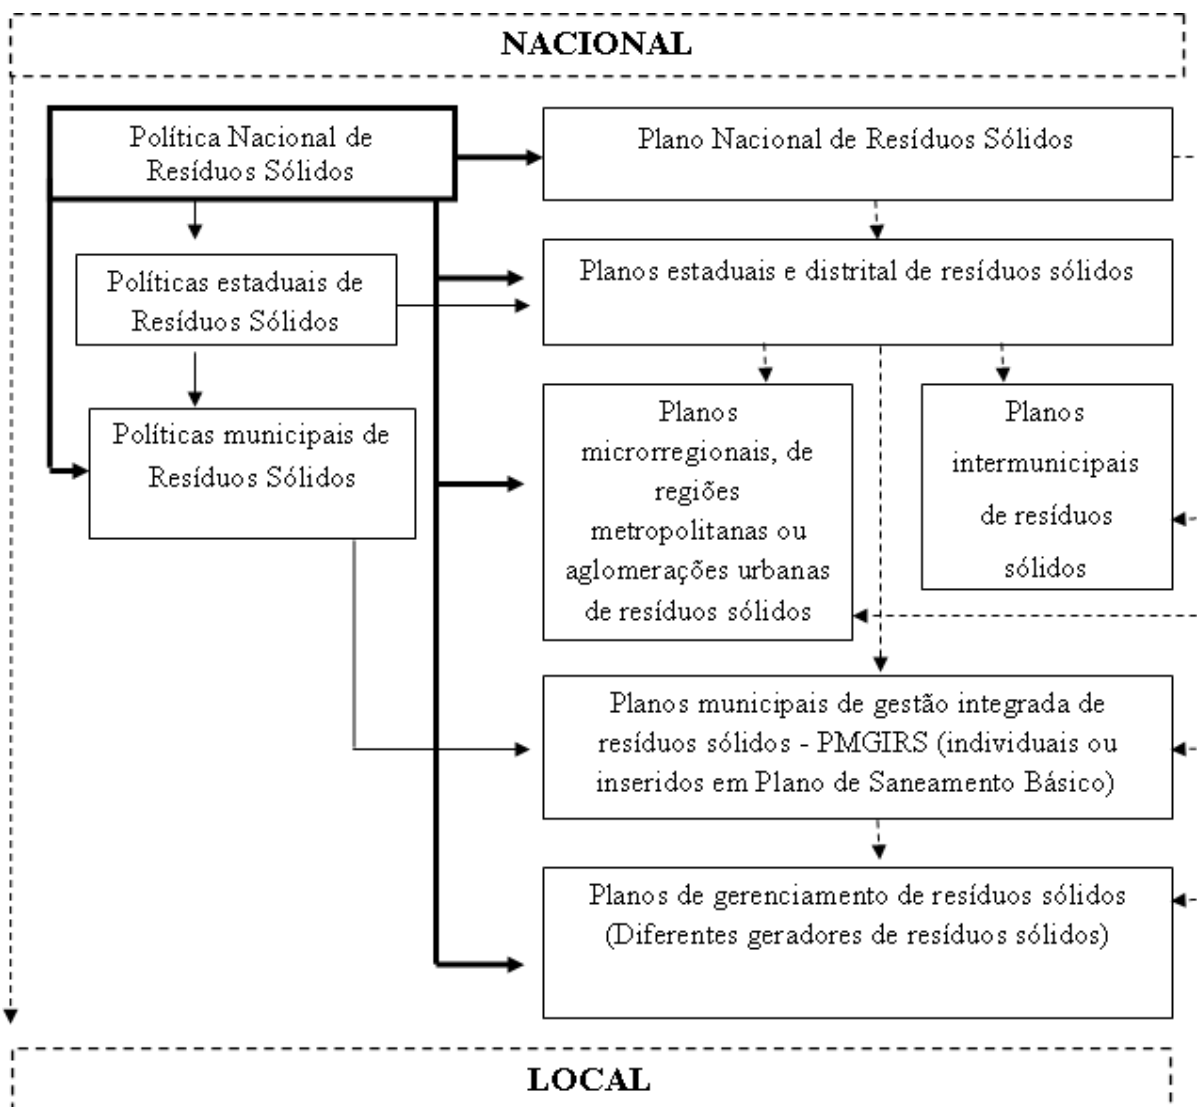 NACIONAL
Política Nacional de
Resíduos Sólidos
Plano Nacional de Resíduos Sólidos
Políticas estaduais de
Resíduos Sólidos
Planos estaduais e distrital de resíduos sólidos
Políticas municipais de
Resíduos Sólidos
Planos
microrregionais, de
regiões
metropolitanas ou
aglomerações urbanas
de resíduos sólidos
Planos
intermunicipais
de resíduos
sólidos
Planos municipais de gestão integrada de
resíduos sólidos - PMGIRS (individuais ou
inseridos em Plano de Saneamento Básico)
Planos de gerenciamento de resíduos sólidos
(Diferentes geradores de resíduos sólidos)
LOCAL